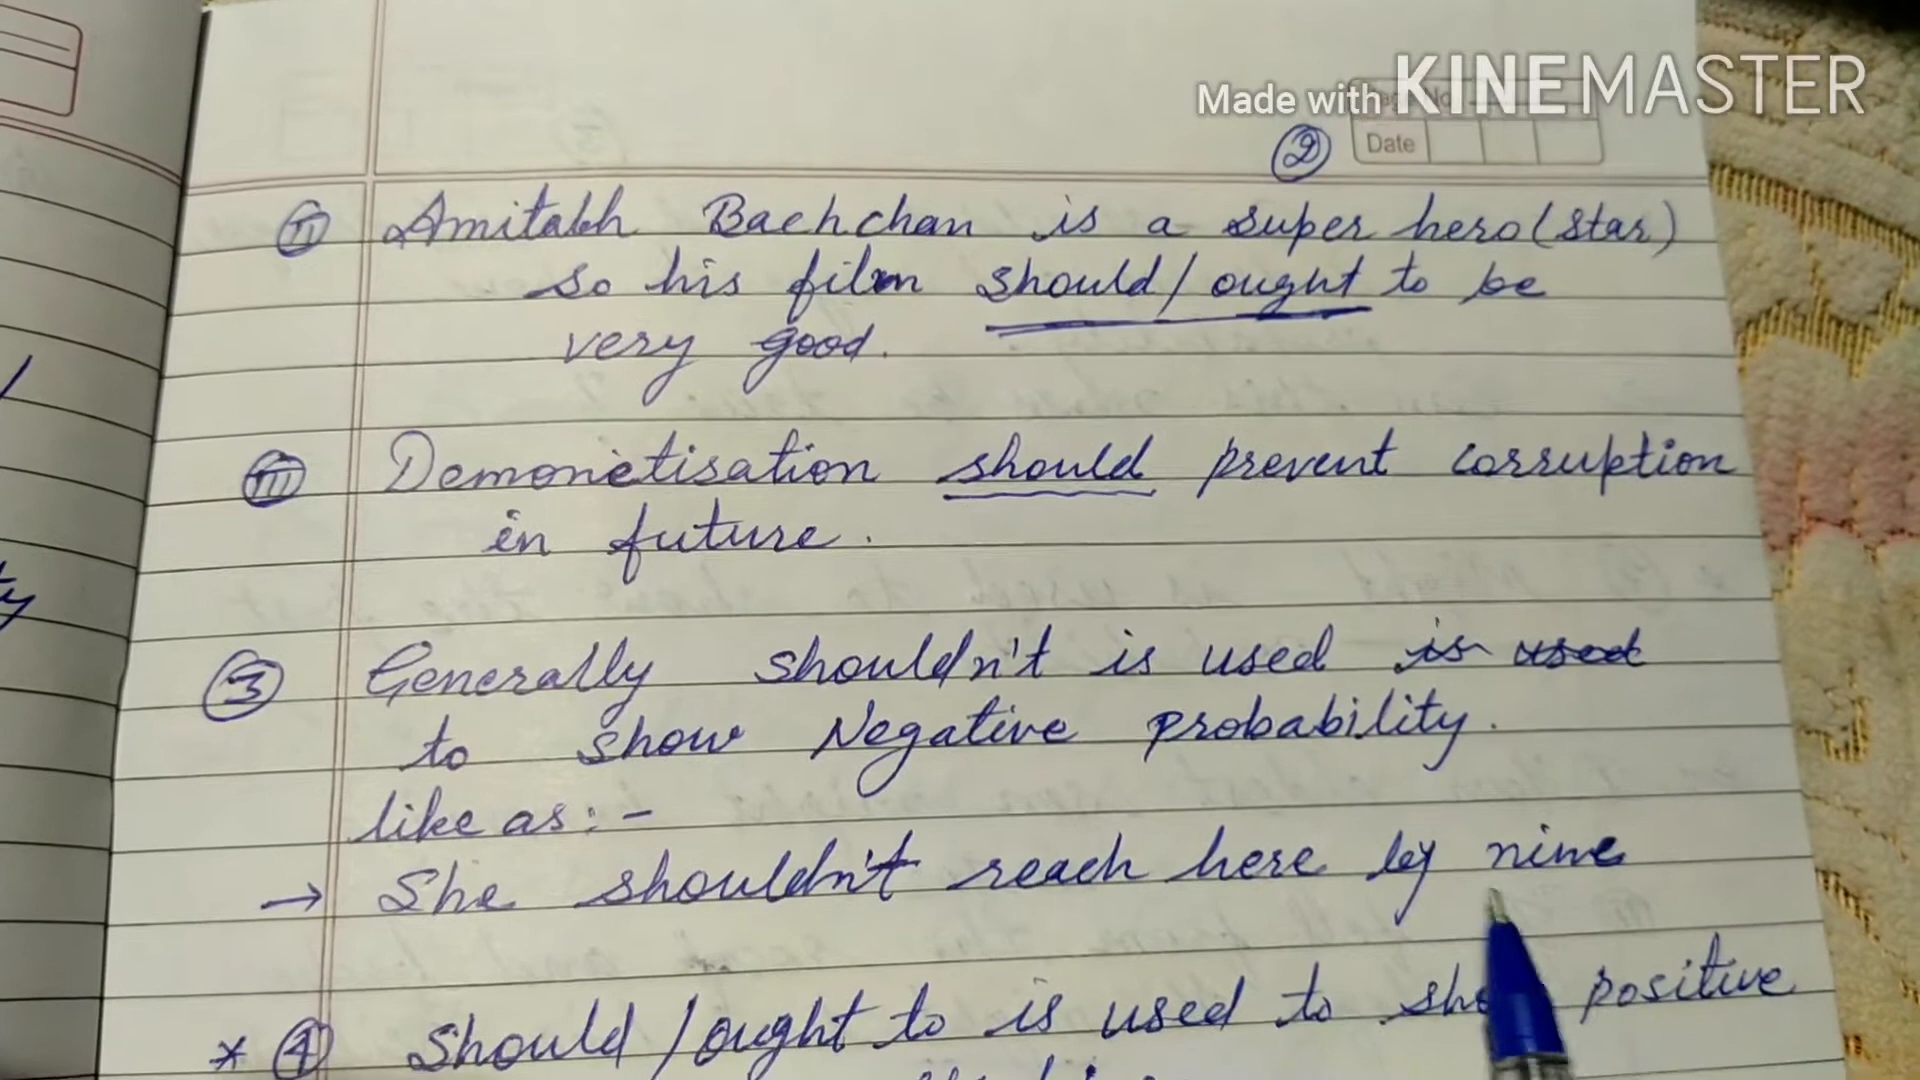 Made with KINEMASTER
② Date
ii Amitabh Bachchan is a super hero (star)
so his film should / ought to be
very good.
iii Demonetisation should prevent corruption
in future.
③ Generally shouldn't is used is used
to show Negative probability.
like as :-
→ She shouldn't reach here by nine
* ④ Should / ought to is used to sho positive